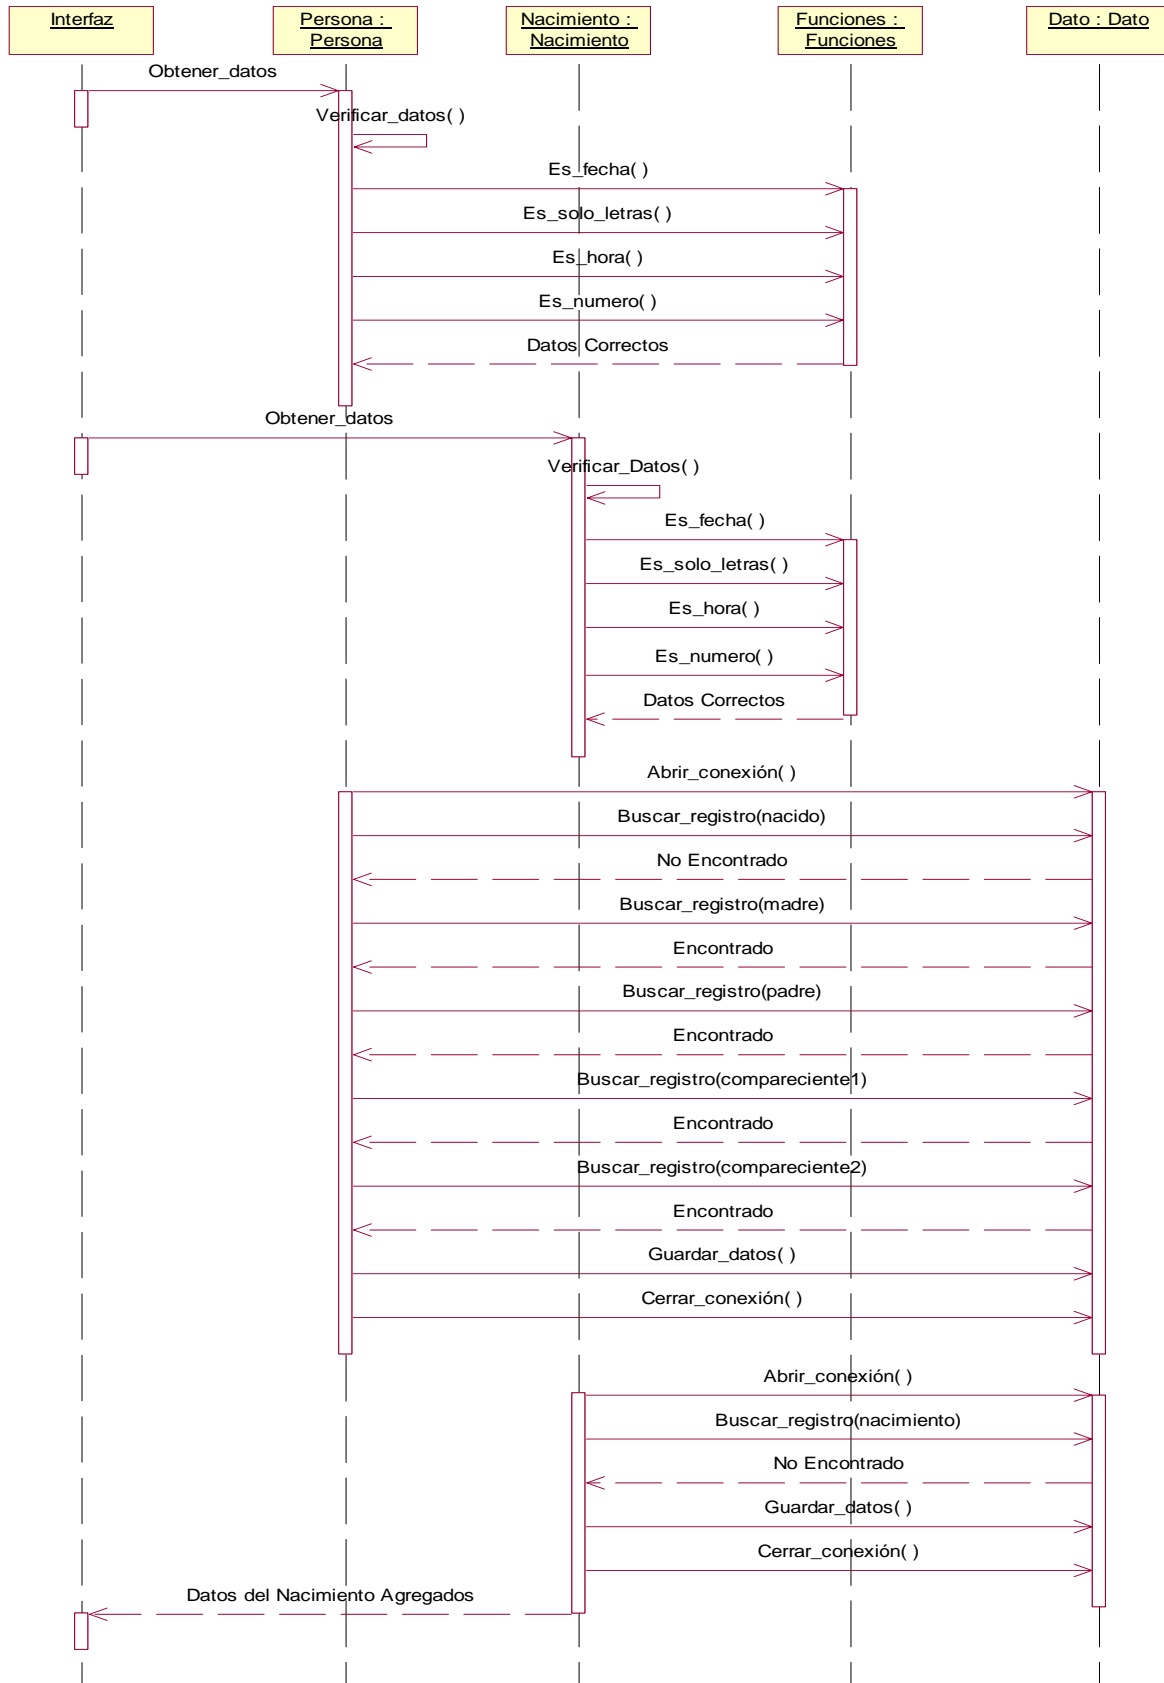 Interfaz
Persona :
Persona
Nacimiento :
Nacimiento
Funciones :
Funciones
Dato : Dato
Obtener_datos
Verificar_datos( )
Es_fecha( )
Es_solo_letras( )
Es_hora( )
Es_numero( )
Datos Correctos
Obtener_datos
Verificar_Datos( )
Es_fecha( )
Es_solo_letras( )
Es_hora( )
Es_numero( )
Datos Correctos
Abrir_conexión( )
Buscar_registro(nacido)
No Encontrado
Buscar_registro(madre)
Encontrado
Buscar_registro(padre)
Encontrado
Buscar_registro(compareciente1)
Encontrado
Buscar_registro(compareciente2)
Encontrado
Guardar_datos( )
Cerrar_conexión( )
Abrir_conexión( )
Buscar_registro(nacimiento)
No Encontrado
Guardar_datos( )
Cerrar_conexión( )
Datos del Nacimiento Agregados